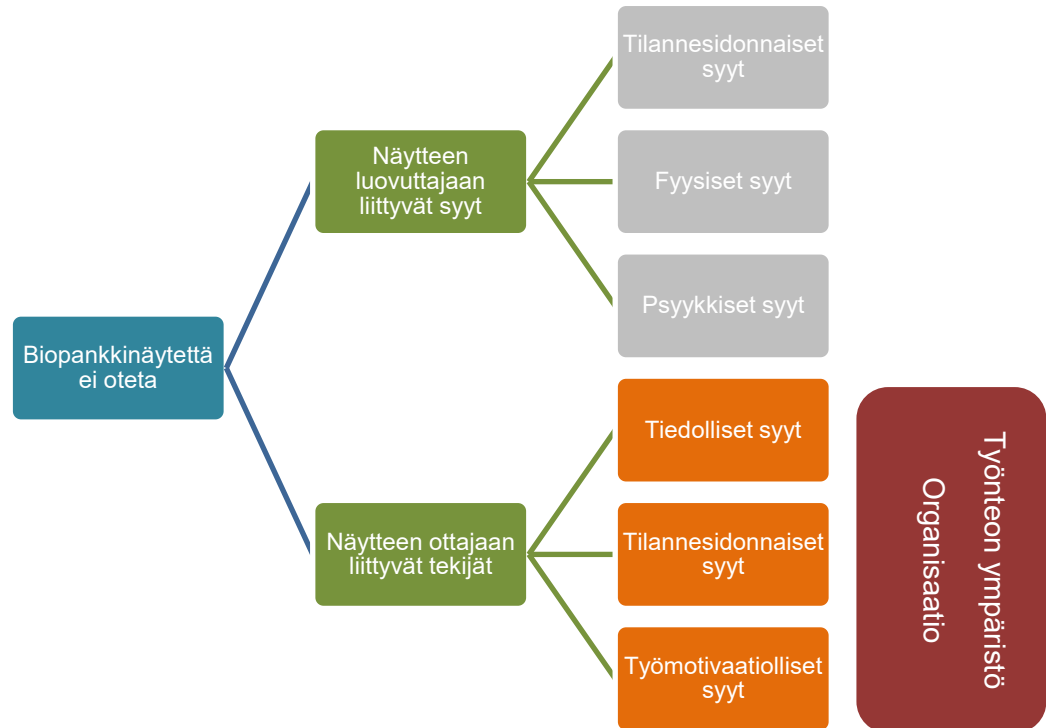 Tilannesidonnaiset
syyt
Näytteen
luovuttajaan
liittyvät syyt
Fyysiset syyt
Psyykkiset syyt
Biopankkinäytettä
ei oteta
Tiedolliset syyt
Näytteen ottajaan
liittyvät tekijät
Tilannesidonnaiset
syyt
Työmotivaatiolliset
syyt
Työnteon ympäristö
Organisaatio